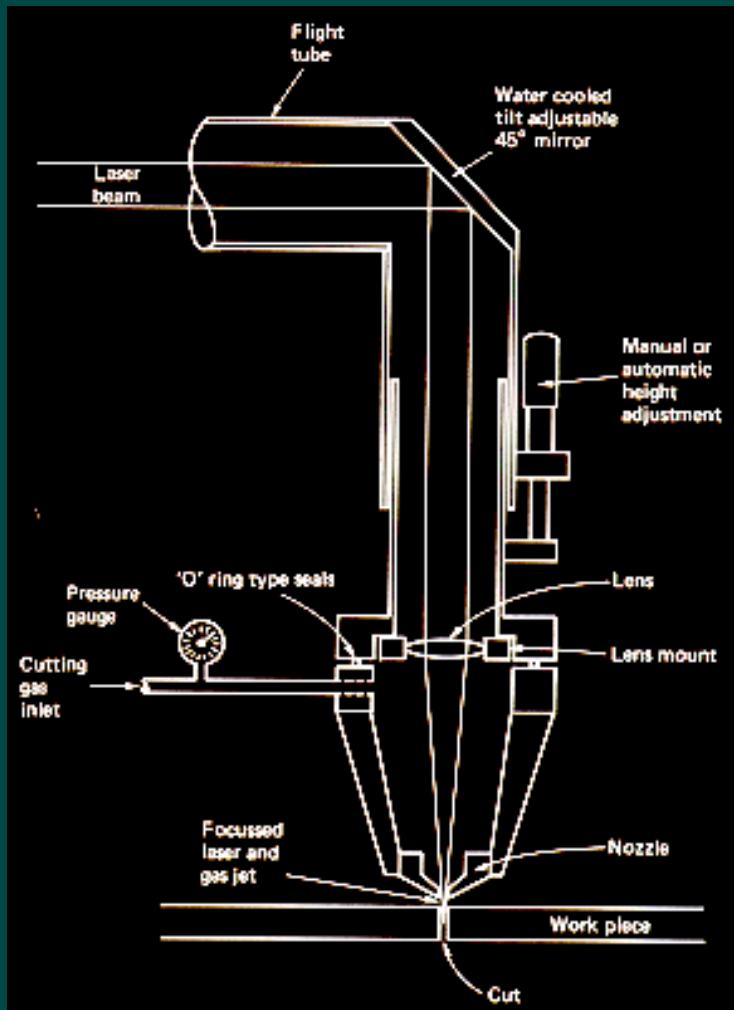 Flight
tube
Water cooled
tilt adjustable
45° mirror
Laser
beam
Manual or
automatic
height
adjustment
'O' ring type seals
Pressure
gauge
Lens
Lens mount
Cutting
gas
inlet
Focussed
laser and
gas jet
Nozzle
Work piece
Cut